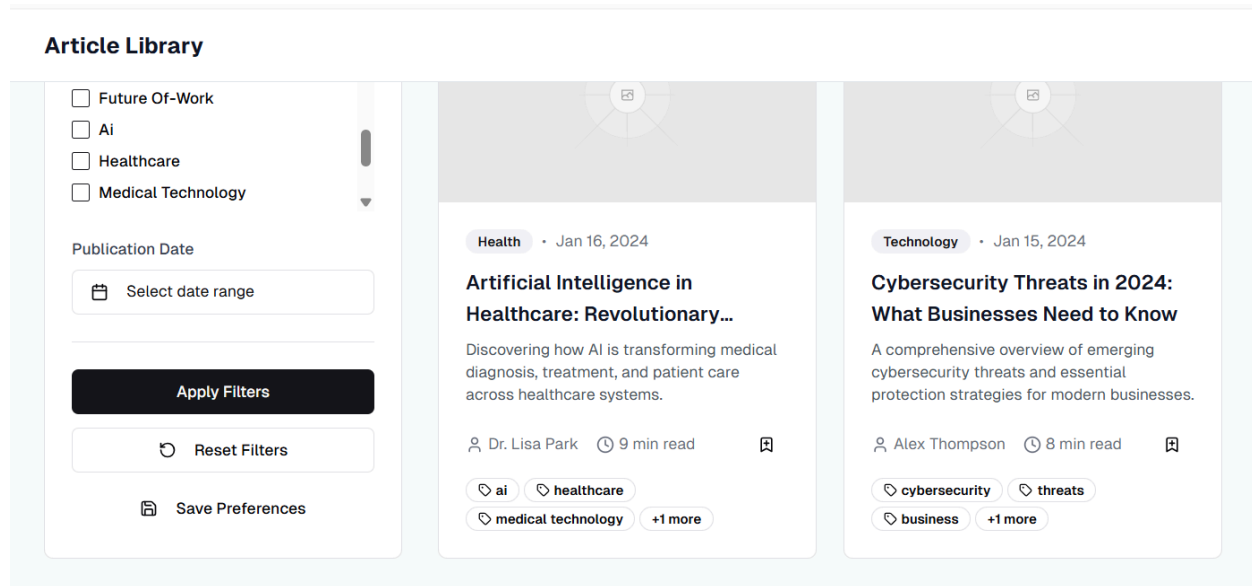 Article Library
Future Of-Work
Ai
Healthcare
Medical Technology
Publication Date
Select date range
Apply Filters
Reset Filters
Save Preferences
Health • Jan 16, 2024
Artificial Intelligence in
Healthcare: Revolutionary...
Discovering how AI is transforming medical
diagnosis, treatment, and patient care
across healthcare systems.
Dr. Lisa Park 9 min read
ai healthcare
medical technology +1 more
Technology • Jan 15, 2024
Cybersecurity Threats in 2024:
What Businesses Need to Know
A comprehensive overview of emerging
cybersecurity threats and essential
protection strategies for modern businesses.
Alex Thompson 8 min read
cybersecurity threats
business +1 more